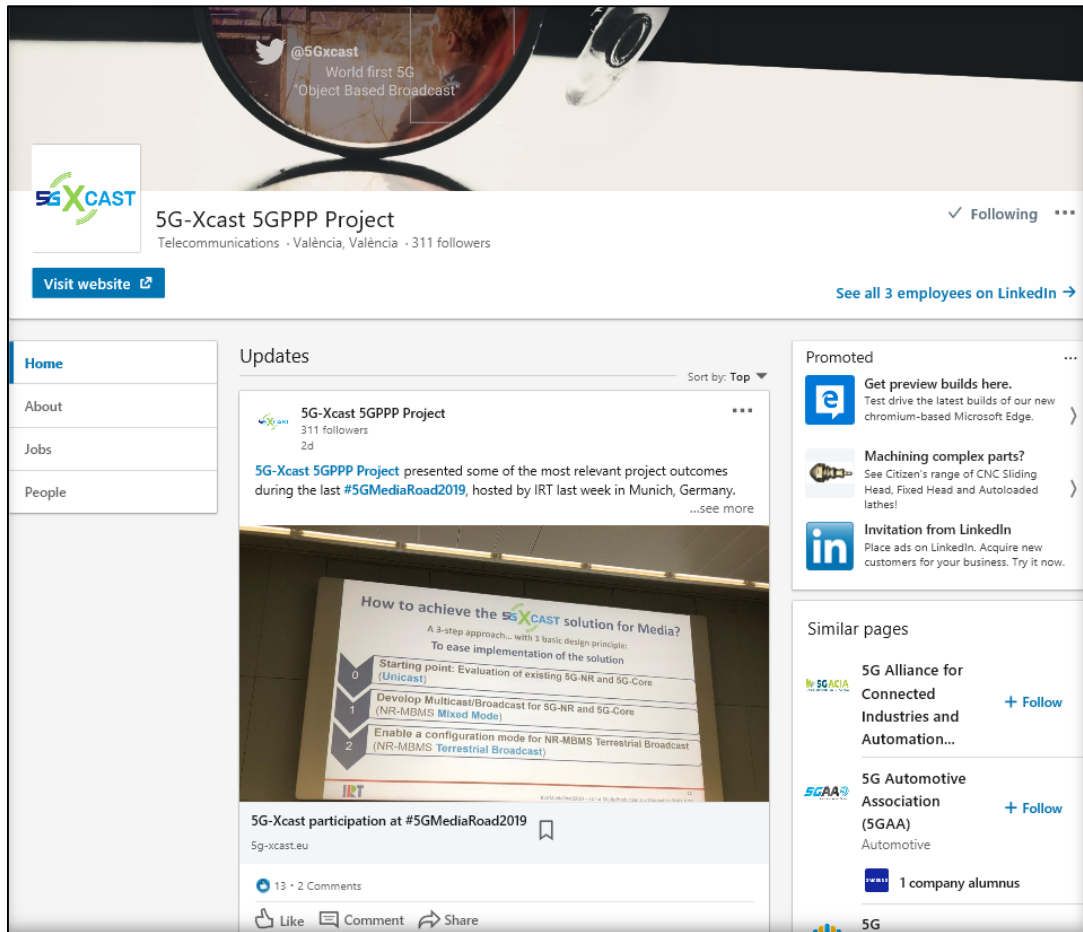 @5Gxcast
World first 5G
"Object Based Broadcast"
5G XCAST
5G-Xcast 5GPPP Project
Telecommunications · València, València · 311 followers
Following
Visit website
See all 3 employees on LinkedIn →
Home
About
Jobs
People
Updates
Sort by: Top
5G-Xcast 5GPPP Project
311 followers
2d
5G-Xcast 5GPPP Project presented some of the most relevant project outcomes
during the last #5GMediaRoad2019, hosted by IRT last week in Munich, Germany.
...see more
How to achieve the 5G XCAST solution for Media?
A 3-step approach... with 3 basic design principle:
To ease implementation of the solution
0
Starting point: Evaluation of existing 5G-NR and 5G-Core
(Unicast)
1
Develop Multicast/Broadcast for 5G-NR and 5G-Core
(NR-MBMS Mixed Mode)
2
Enable a configuration mode for NR-MBMS Terrestrial Broadcast
(NR-MBMS Terrestrial Broadcast)
IRT
5G-Xcast participation at #5GMediaRoad2019
5g-xcast.eu
13 · 2 Comments
Like Comment Share
Promoted
Get preview builds here.
Test drive the latest builds of our new
chromium-based Microsoft Edge.
Machining complex parts?
See Citizen's range of CNC Sliding
Head, Fixed Head and Autoloaded
lathes!
Invitation from LinkedIn
Place ads on LinkedIn. Acquire new
customers for your business. Try it now.
Similar pages
5G ACIA
5G Alliance for
Connected
Industries and
Automation...
+ Follow
5GAA
5G Automotive
Association
(5GAA)
Automotive
+ Follow
1 company alumnus
5G